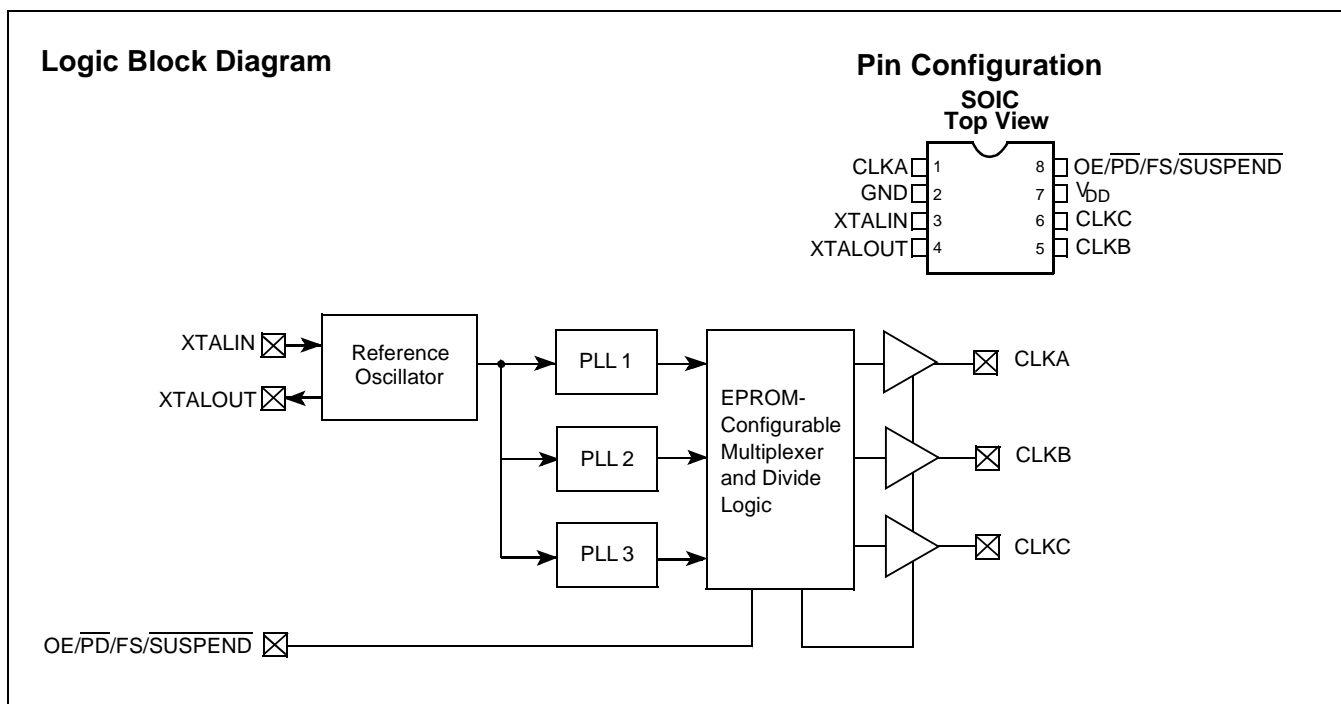 Logic Block Diagram
Pin Configuration
SOIC
Top View
CLKA 1
8 OE/PD/FS/SUSPEND
GND 2
7 VDD
XTALIN 3
6 CLKC
XTALOUT 4
5 CLKB
XTALIN
XTALOUT
Reference
Oscillator
PLL 1
PLL 2
PLL 3
EPROM-
Configurable
Multiplexer
and Divide
Logic
CLKA
CLKB
CLKC
OE/PD/FS/SUSPEND